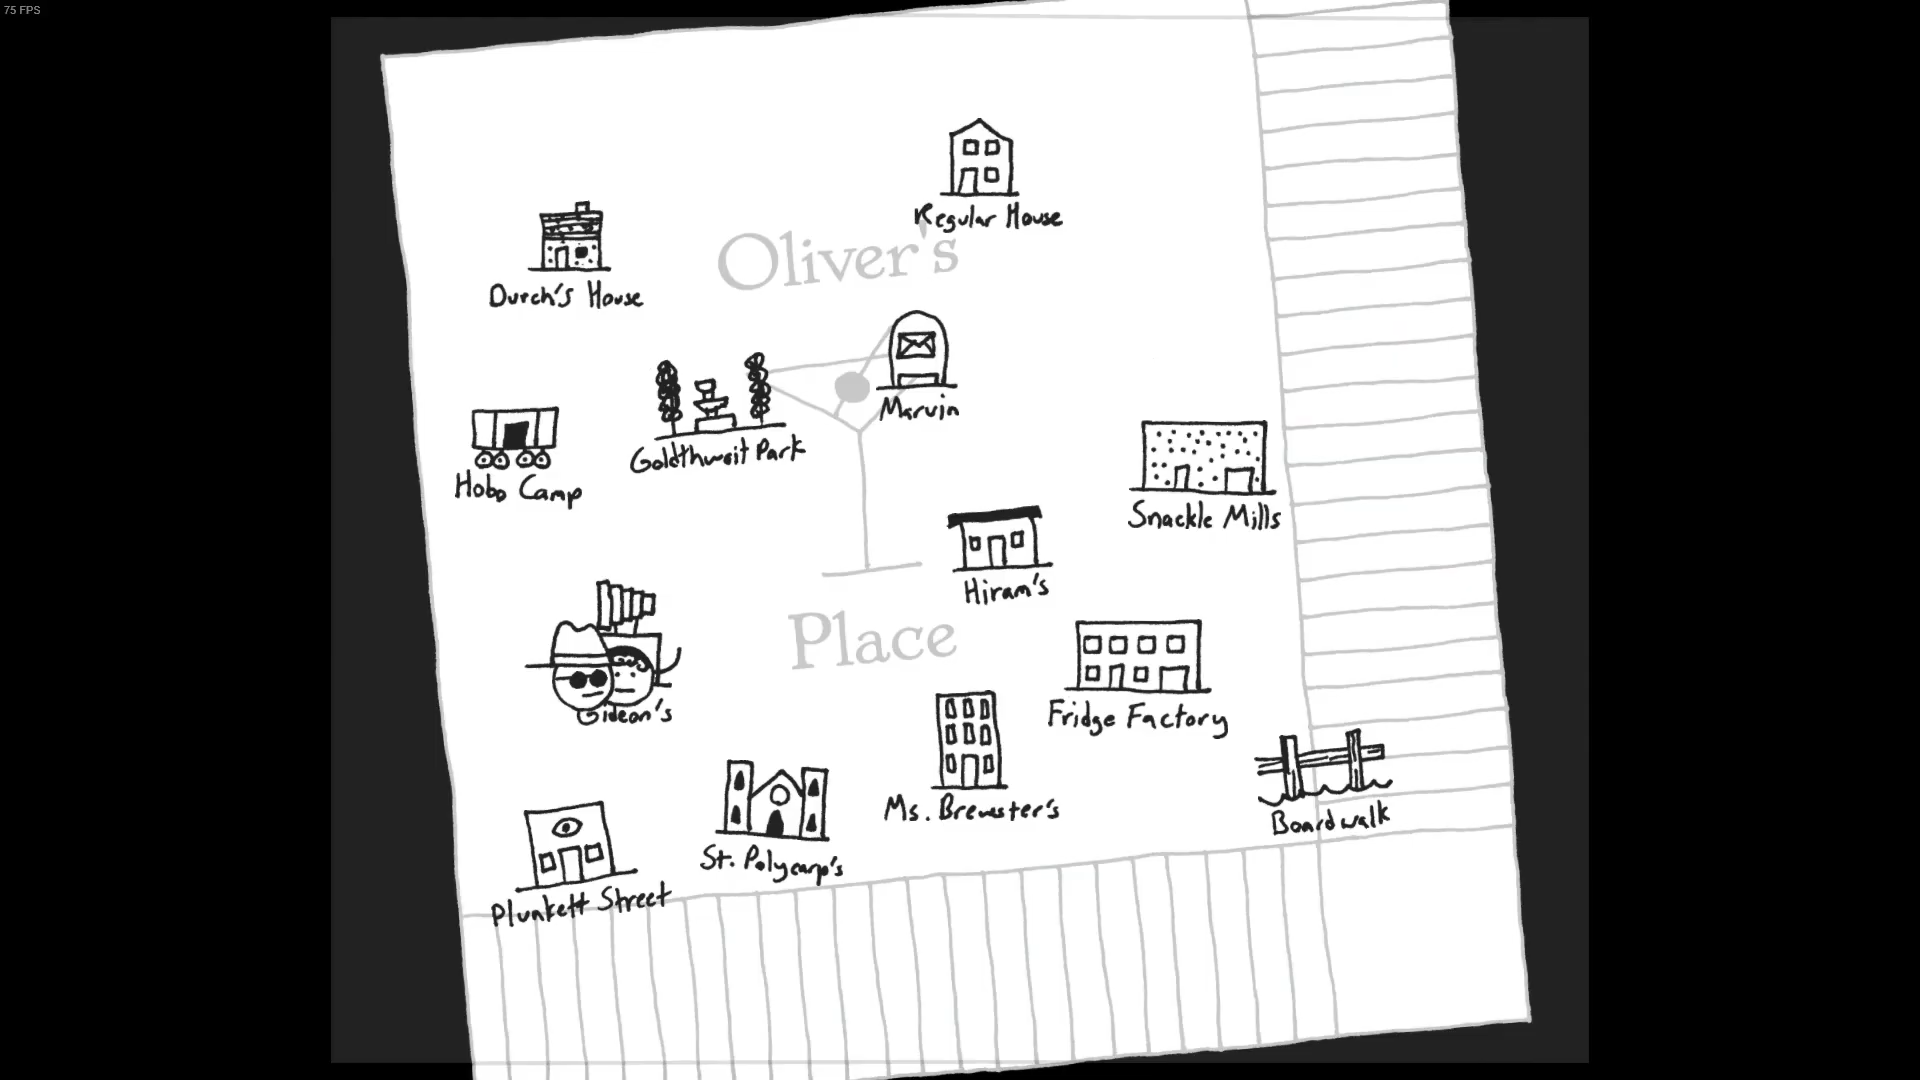 75 FPS
Regular House
Durch's House
Oliver's
Marvin
Goldthwait Park
Hobo Camp
Snackle Mills
Hiram's
Place
Gideon's
Fridge Factory
Ms. Brewster's
Boardwalk
St. Polycarp's
Plunkett Street